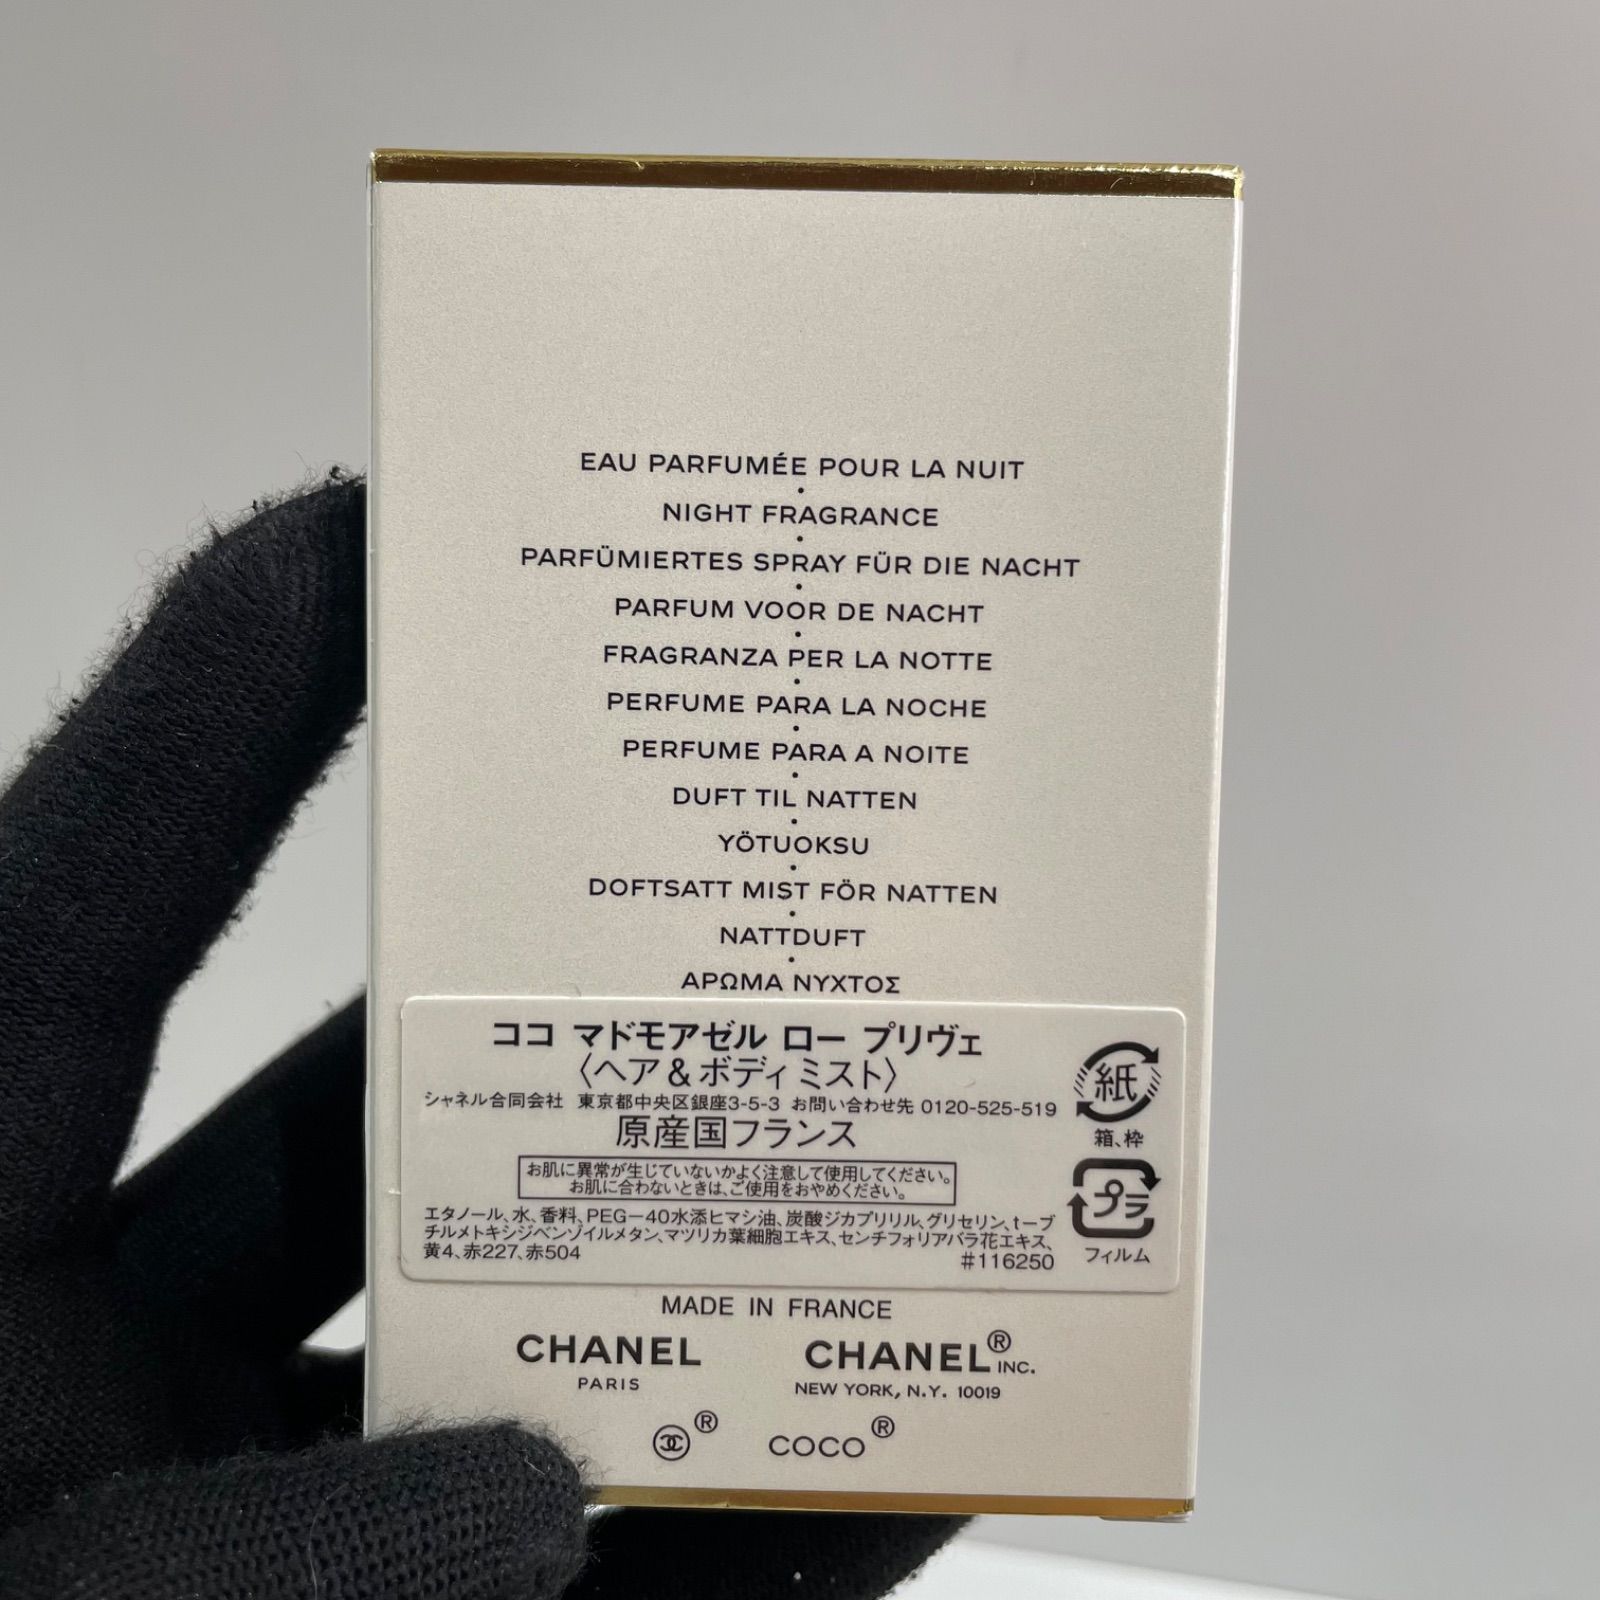 EAU PARFUMÉE POUR LA NUIT
•
NIGHT FRAGRANCE
•
PARFÜMIERTES SPRAY FÜR DIE NACHT
•
PARFUM VOOR DE NACHT
•
FRAGRANZA PER LA NOTTE
•
PERFUME PARA LA NOCHE
•
PERFUME PARA A NOITE
•
DUFT TIL NATTEN
•
YÖTUOKSU
•
DOFTSATT MIST FÖR NATTEN
•
NATTDUFT
•
ΑΡΩΜΑ ΝΥΧΤΟΣ
ココ マドモアゼル ロー プリヴェ
〈ヘア&ボディ ミスト〉
シャネル合同会社 東京都中央区銀座3-5-3 お問い合わせ先 0120-525-519
原産国フランス
お肌に異常が生じていないかよく注意して使用してください。
お肌に合わないときは、ご使用をおやめください。
エタノール、水、香料、PEG-40水添ヒマシ油、炭酸ジカプリリル、グリセリン、t-ブ
チルメトキシジベンゾイルメタン、マツリカ葉細胞エキス、センチフォリアバラ花エキス、
黄4、赤227、赤504
#116250
紙
箱、枠
プラ
フィルム
MADE IN FRANCE
CHANEL
PARIS
CHANEL® INC.
NEW YORK, N.Y. 10019
®
COCO®